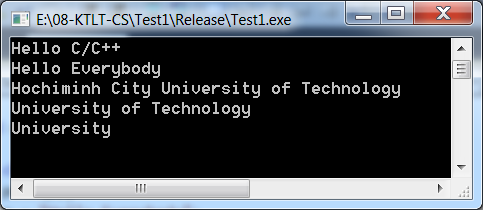 E:\08-KTLT-CS\Test1\Release\Test1.exe
Hello C/C++
Hello Everybody
Hochiminh City University of Technology
University of Technology
University